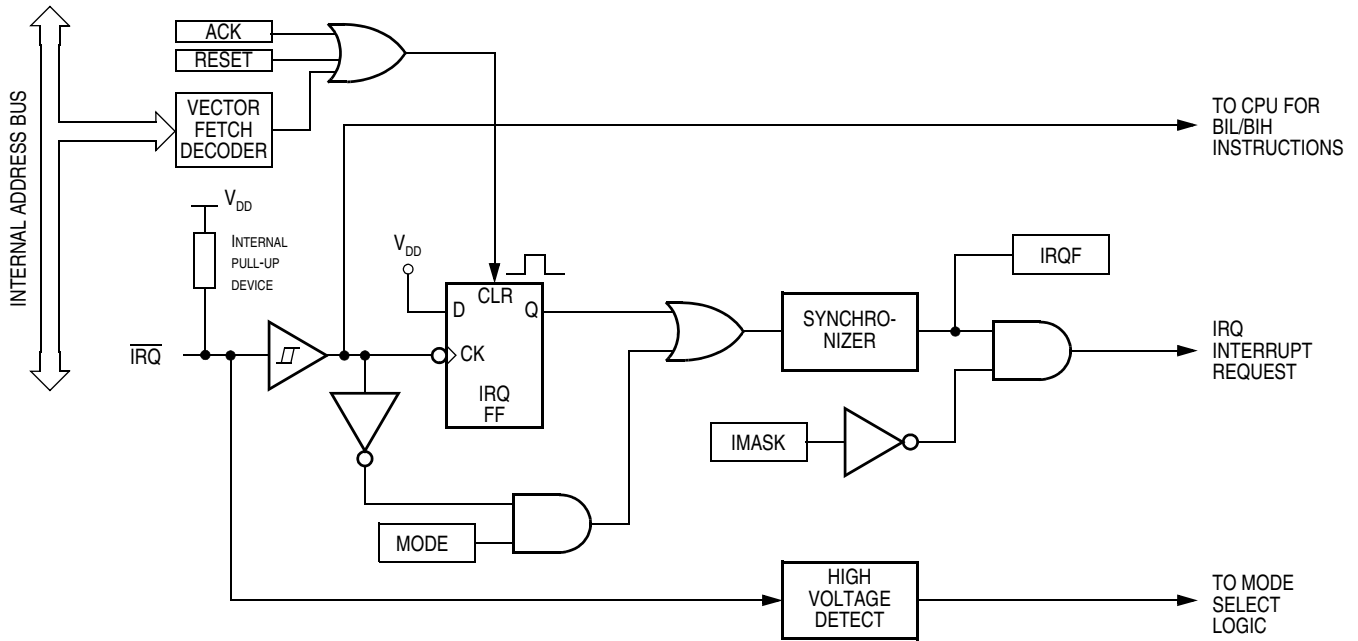 INTERNAL ADDRESS BUS
ACK
RESET
VECTOR
FETCH
DECODER
TO CPU FOR
BIL/BIH
INSTRUCTIONS
VDD
INTERNAL
PULL-UP
DEVICE
VDD
CLR
D
Q
CK
IRQ
FF
IRQ
SYNCHRO-
NIZER
IRQF
IRQ
INTERRUPT
REQUEST
IMASK
MODE
HIGH
VOLTAGE
DETECT
TO MODE
SELECT
LOGIC